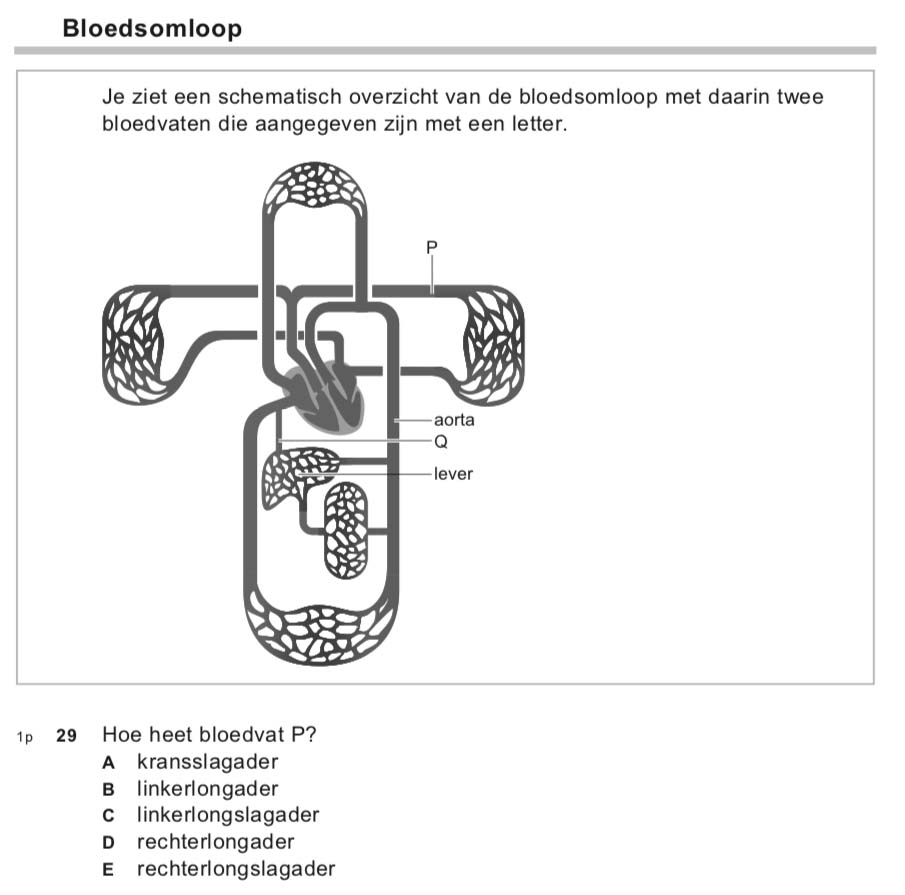 Bloedsomloop
Je ziet een schematisch overzicht van de bloedsomloop met daarin twee
bloedvaten die aangegeven zijn met een letter.
P
aorta
Q
lever
1p 29 Hoe heet bloedvat P?
A kransslagader
B linkerlongader
C linkerlongslagader
D rechterlongader
E rechterlongslagader